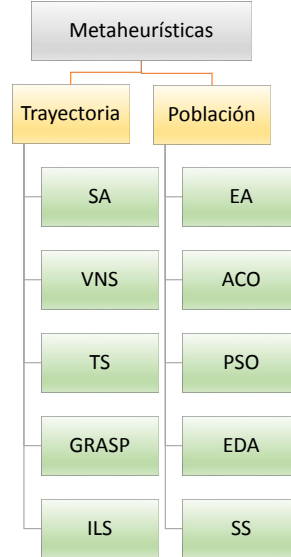 Metaheurísticas
Trayectoria
Población
SA
EA
VNS
ACO
TS
PSO
GRASP
EDA
ILS
SS